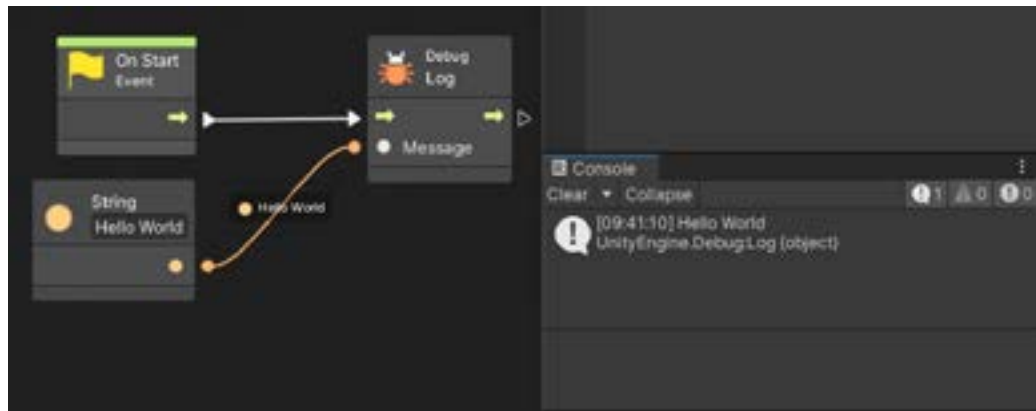 On Start
Event
Debug
Log
Message
String
Hello World
Hello World
Console
Clear
Collapse
1
0
0
[09:41:10] Hello World
UnityEngine.Debug:Log (object)